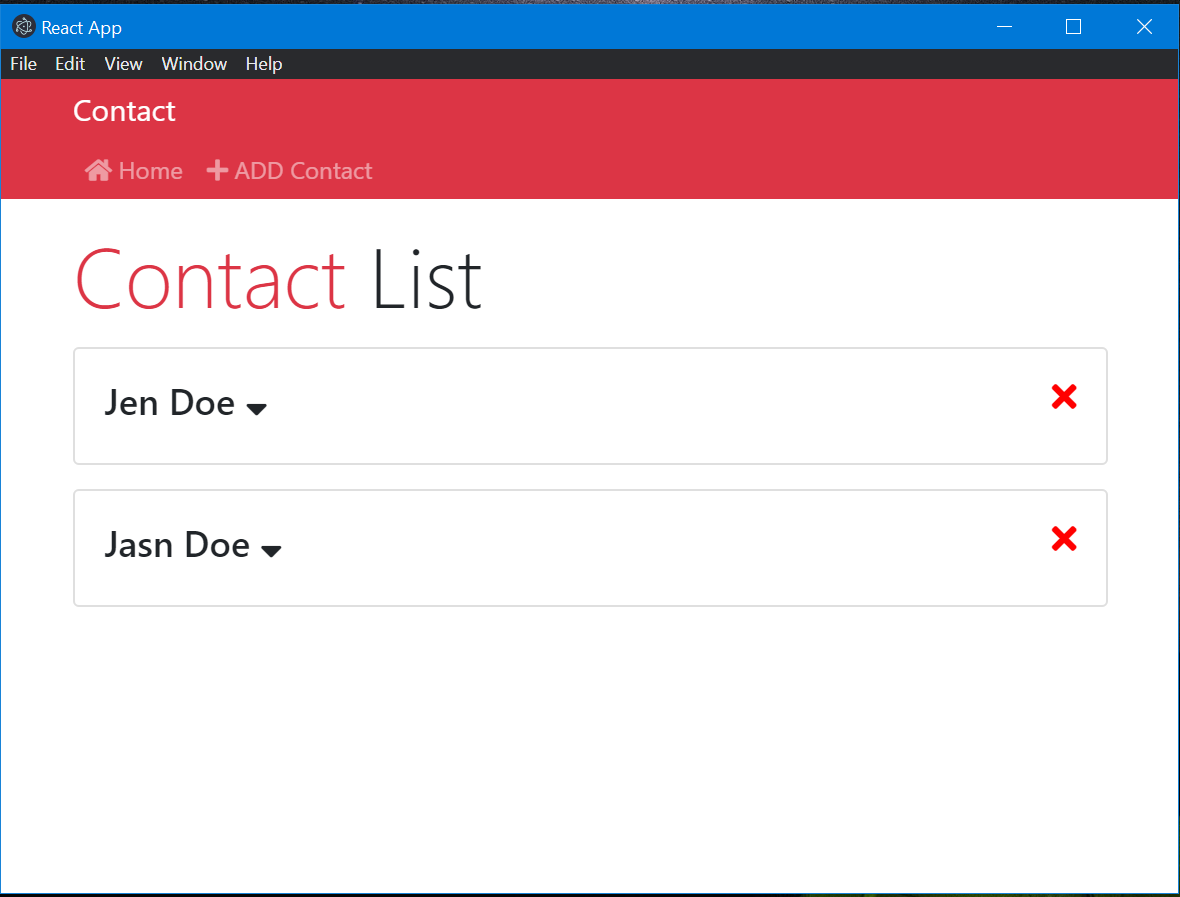 React App
File Edit View Window Help
Contact
Home ADD Contact
Contact List
Jen Doe
Jasn Doe